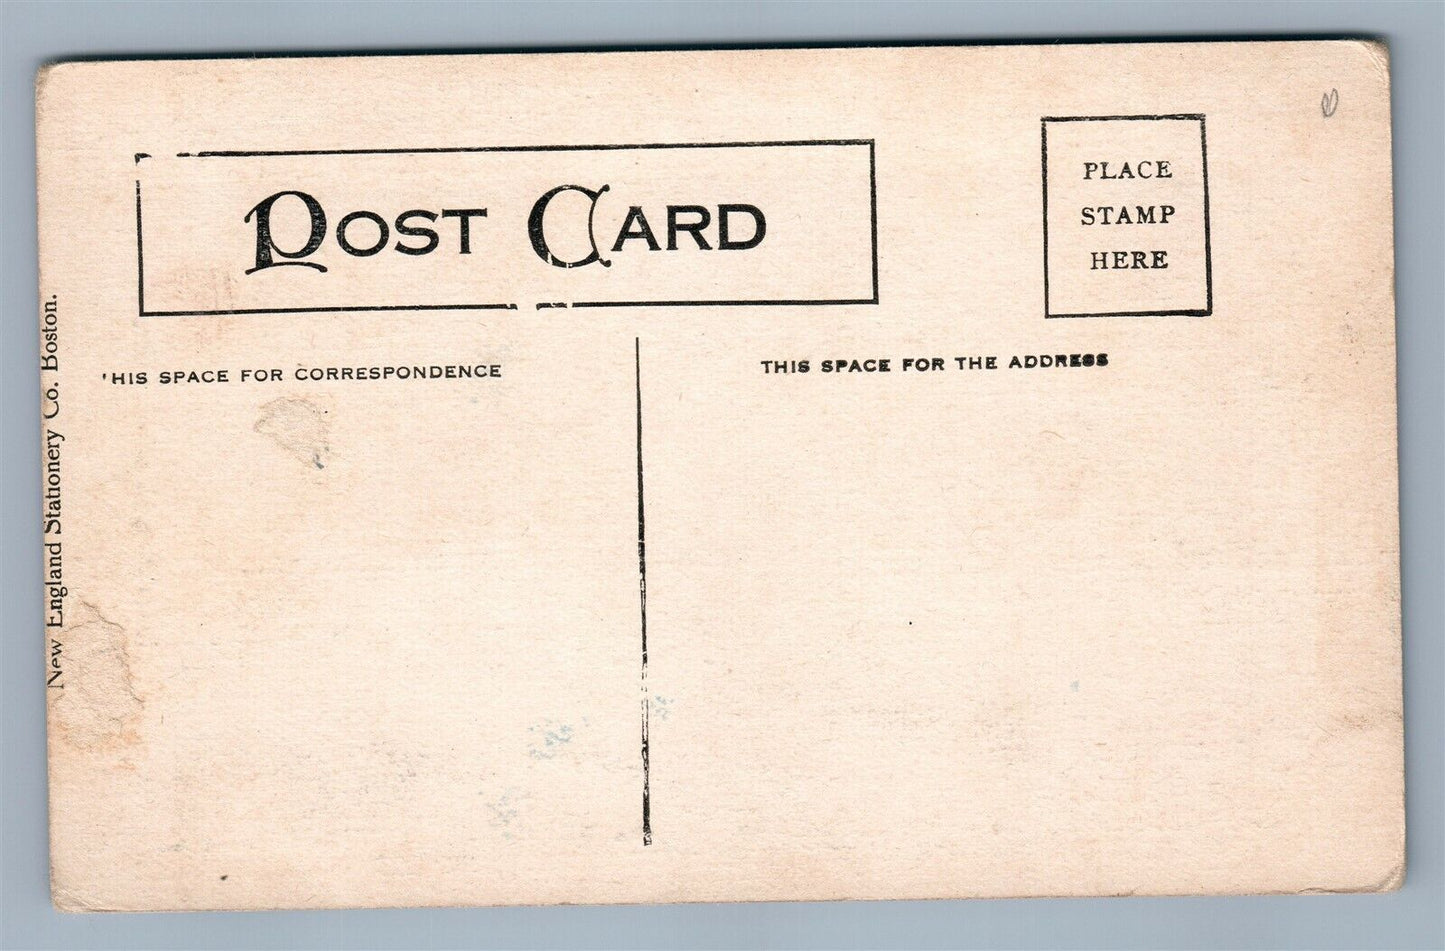 POST CARD
PLACE
STAMP
HERE
'HIS SPACE FOR CORRESPONDENCE
THIS SPACE FOR THE ADDRESS
New England Stationery Co. Boston.